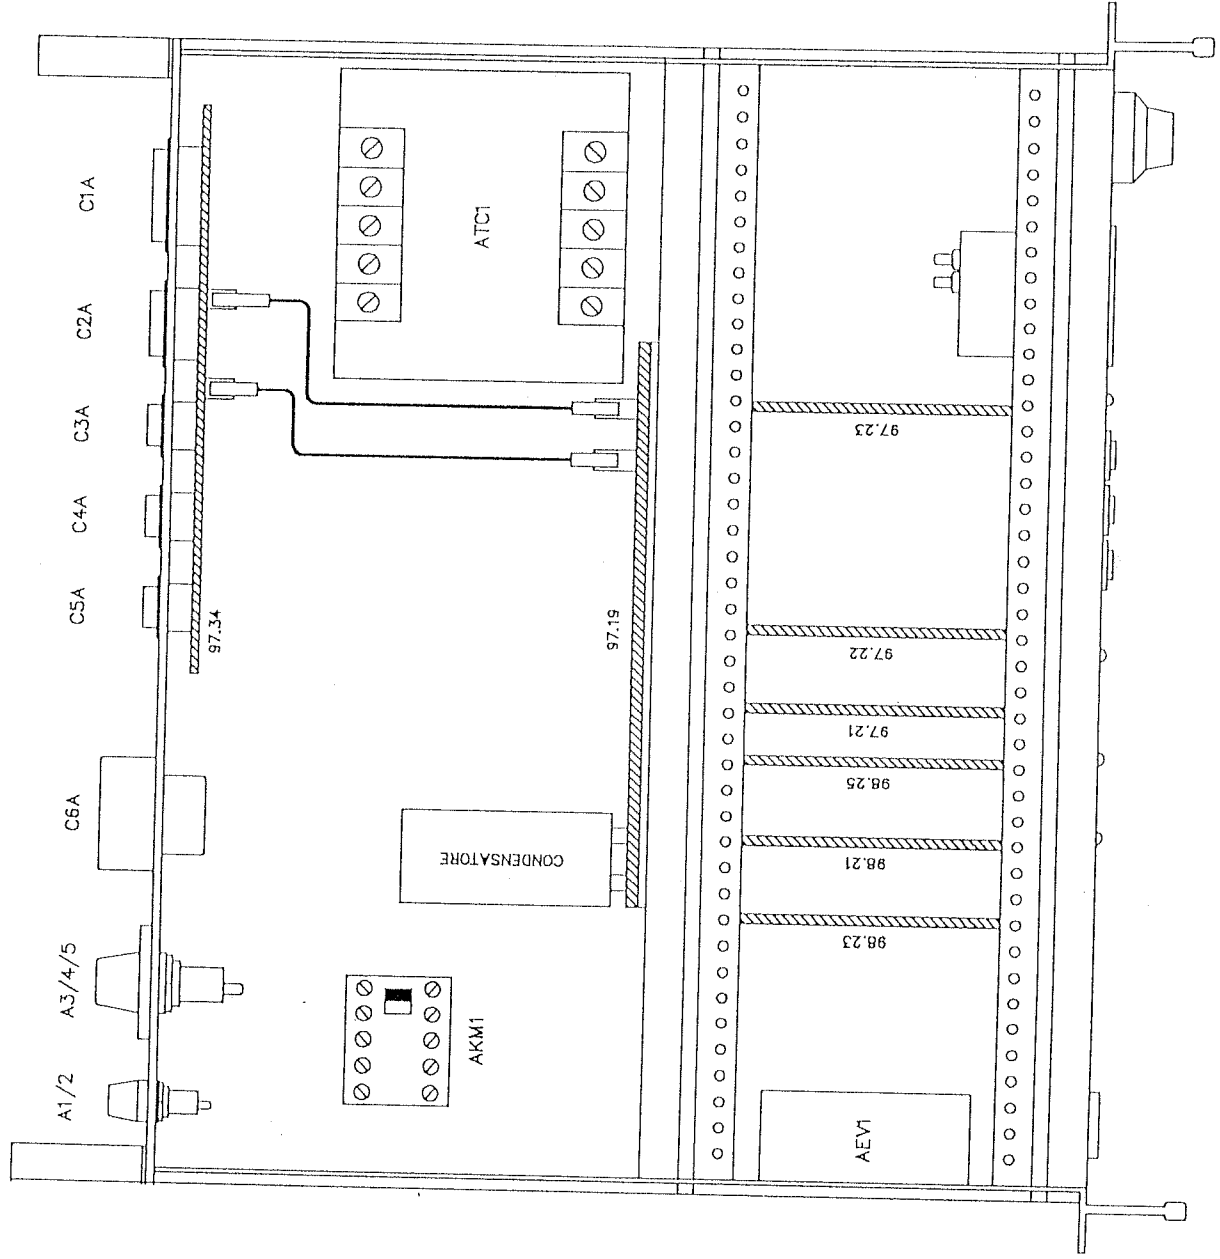 C1A
C2A
C3A
C4A
C5A
C6A
A3/4/5
A1/2
97.34
ATC1
97.19
CONDENSATORE
AKM1
97.23
97.22
97.21
98.25
98.21
98.23
AEV1